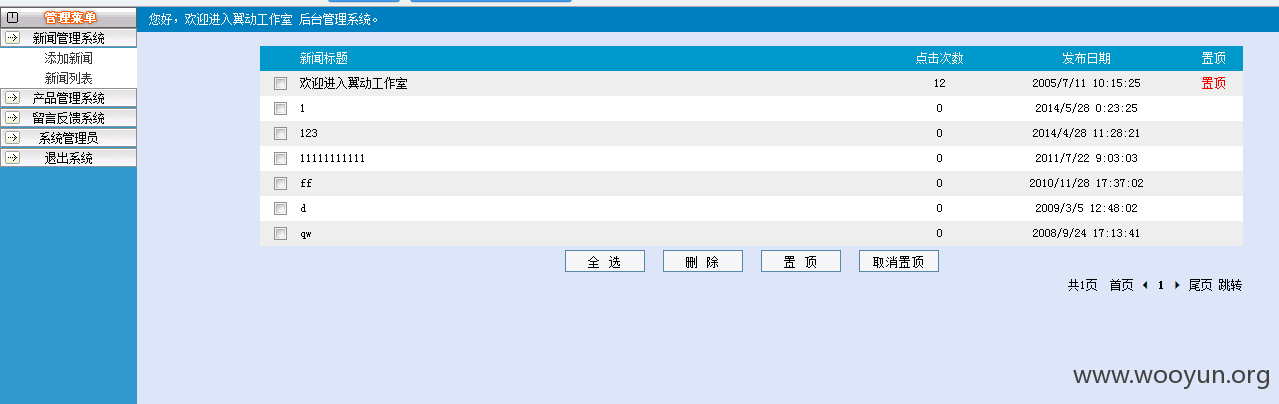 管理菜单
新闻管理系统
添加新闻
新闻列表
产品管理系统
留言反馈系统
系统管理员
退出系统
您好，欢迎进入翼动工作室 后台管理系统。
新闻标题 点击次数 发布日期 置顶
欢迎进入翼动工作室 12 2005/7/11 10:15:25 置顶
1 0 2014/5/28 0:23:25
123 0 2014/4/28 11:28:21
11111111111 0 2011/7/22 9:03:03
ff 0 2010/11/28 17:37:02
d 0 2009/3/5 12:48:02
qw 0 2008/9/24 17:13:41
全 选 删 除 置 顶 取消置顶
共1页 首页 1 尾页 跳转
www.wooyun.org